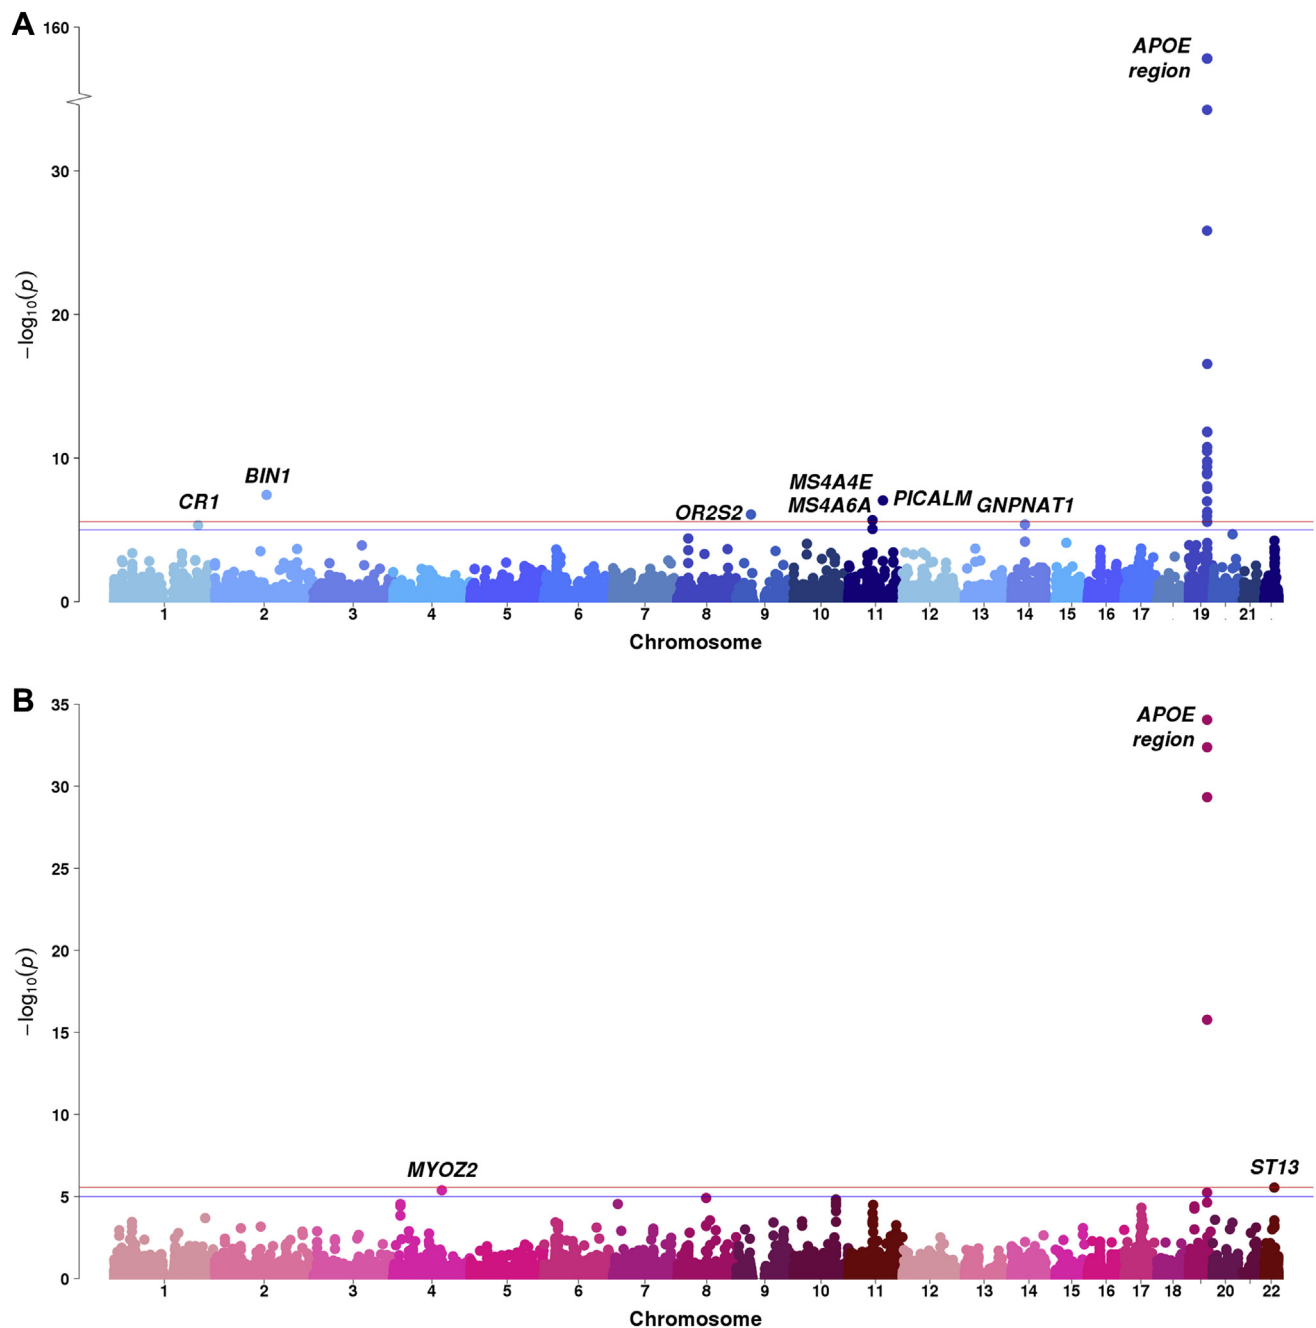 A
160
APOE
region
30
20
10
0
−log10(p)
BIN1
CR1
OR2S2
MS4A4E
MS4A6A
PICALM
GNPNAT1
1 2 3 4 5 6 7 8 9 10 11 12 13 14 15 16 17 19 21
Chromosome
B
35
APOE
region
30
25
20
15
10
5
0
−log10(p)
MYOZ2
ST13
1 2 3 4 5 6 7 8 9 10 11 12 13 14 15 16 17 18 20 22
Chromosome